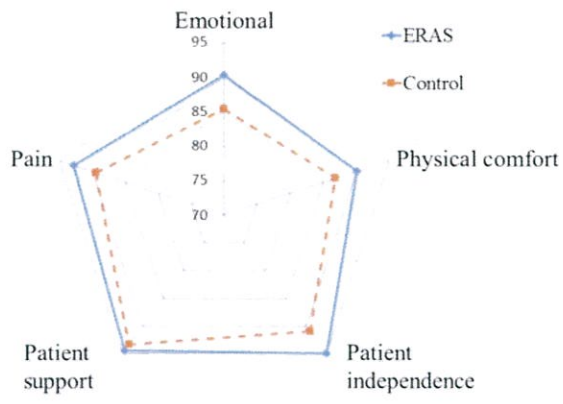 Emotional
95
90
85
80
75
70
ERAS
Control
Pain
Physical comfort
Patient
support
Patient
independence